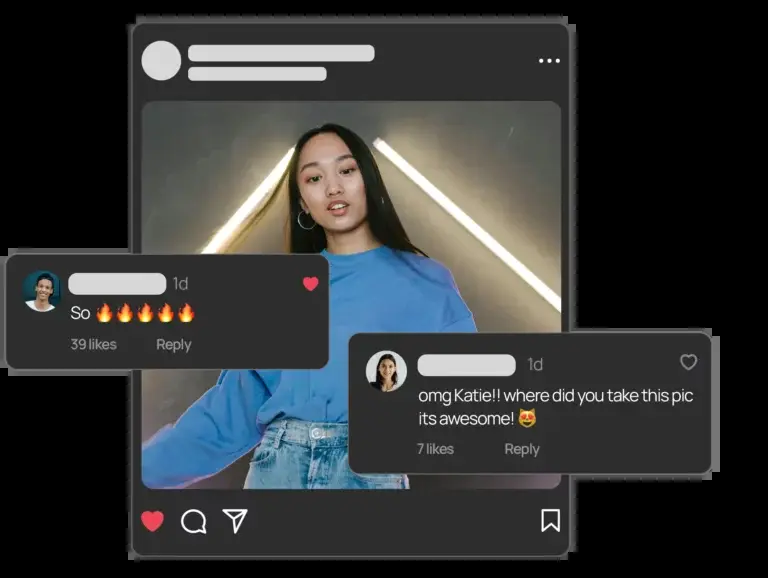 1d
So 🔥🔥🔥🔥🔥
39 likes Reply
1d
omg Katie!! where did you take this pic
its awesome! 😻
7 likes Reply